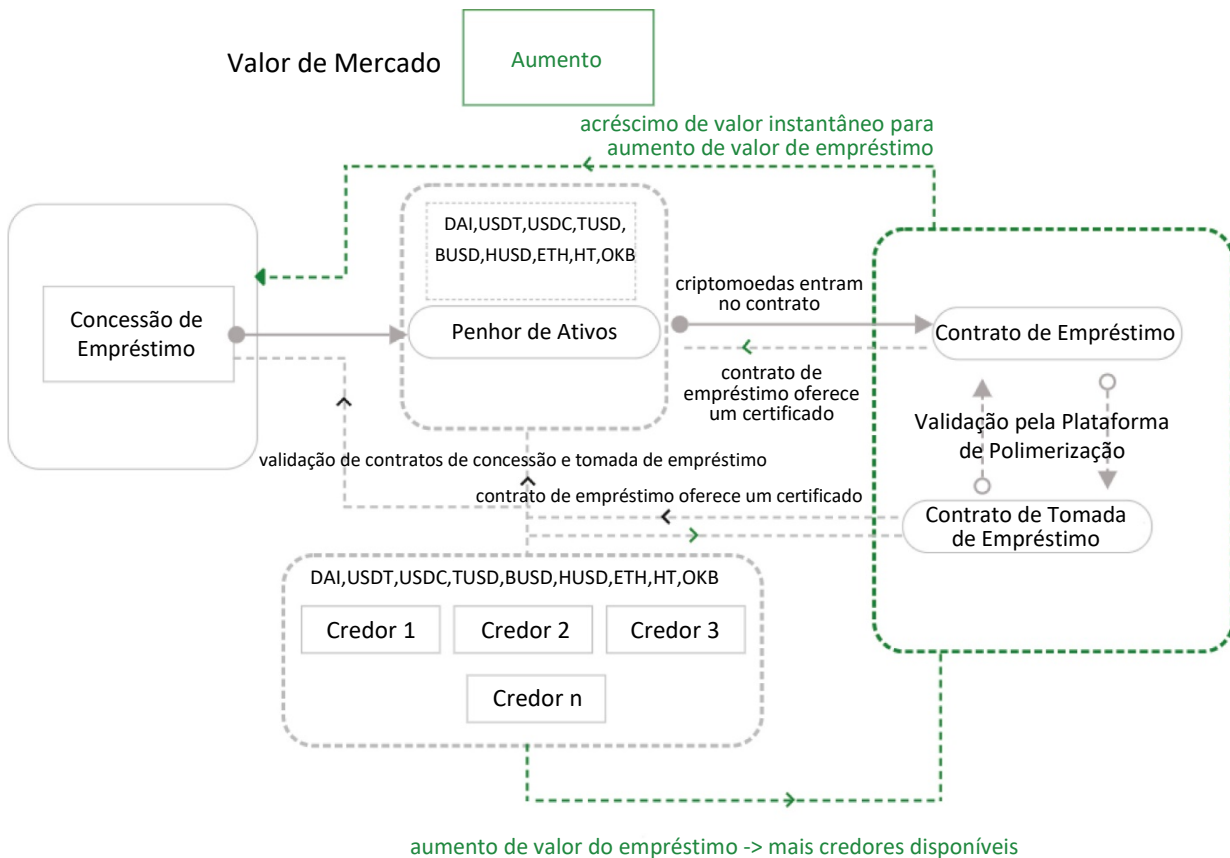 Valor de Mercado
Aumento
acréscimo de valor instantâneo para
aumento de valor de empréstimo
DAI,USDT,USDC,TUSD,
BUSD,HUSD,ETH,HT,OKB
Concessão de
Empréstimo
Penhor de Ativos
criptomoedas entram
no contrato
Contrato de Empréstimo
contrato de
empréstimo oferece
um certificado
Validação pela Plataforma
de Polimerização
validação de contratos de concessão e tomada de empréstimo
contrato de empréstimo oferece um certificado
Contrato de Tomada
de Empréstimo
DAI,USDT,USDC,TUSD,BUSD,HUSD,ETH,HT,OKB
Credor 1
Credor 2
Credor 3
Credor n
aumento de valor do empréstimo -> mais credores disponíveis